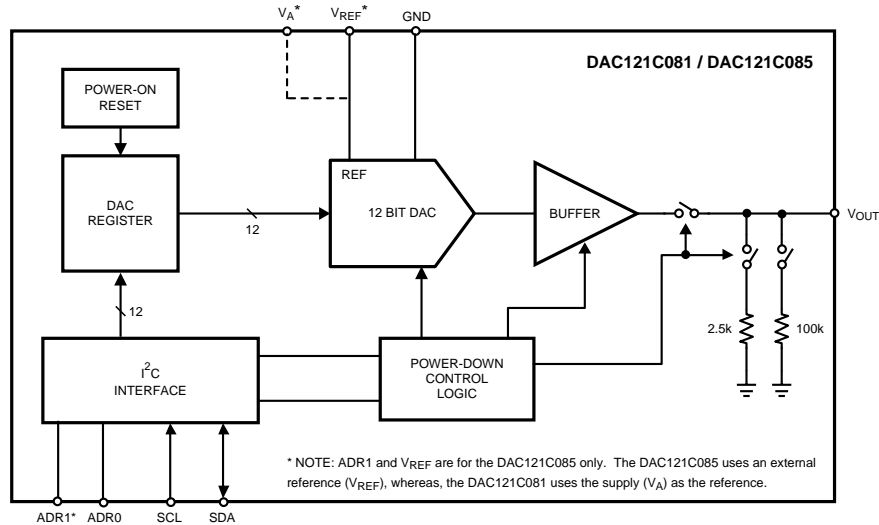 VA* VREF* GND
DAC121C081 / DAC121C085
POWER-ON
RESET
DAC
REGISTER
12
REF
12 BIT DAC
BUFFER
VOUT
12
2.5k
100k
I2C
INTERFACE
POWER-DOWN
CONTROL
LOGIC
* NOTE: ADR1 and VREF are for the DAC121C085 only. The DAC121C085 uses an external
reference (VREF), whereas, the DAC121C081 uses the supply (VA) as the reference.
ADR1* ADR0 SCL SDA